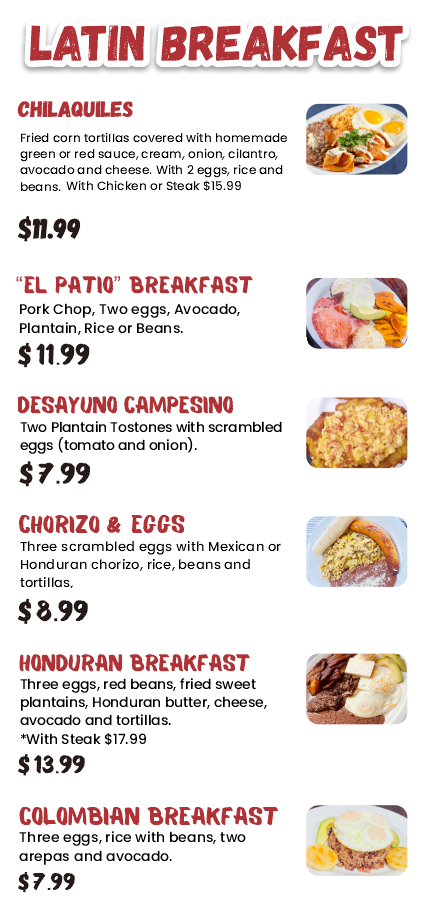 LATIN BREAKFAST
CHILAQUILES
Fried corn tortillas covered with homemade
green or red sauce, cream, onion, cilantro,
avocado and cheese. With 2 eggs, rice and
beans. With Chicken or Steak $15.99
$11.99
“EL PATIO” BREAKFAST
Pork Chop, Two eggs, Avocado,
Plantain, Rice or Beans.
$11.99
DESAYUNO CAMPESINO
Two Plantain Tostones with scrambled
eggs (tomato and onion).
$7.99
CHORIZO & EGGS
Three scrambled eggs with Mexican or
Honduran chorizo, rice, beans and
tortillas,
$8.99
HONDURAN BREAKFAST
Three eggs, red beans, fried sweet
plantains, Honduran butter, cheese,
avocado and tortillas.
*With Steak $17.99
$13.99
COLOMBIAN BREAKFAST
Three eggs, rice with beans, two
arepas and avocado.
$7.99